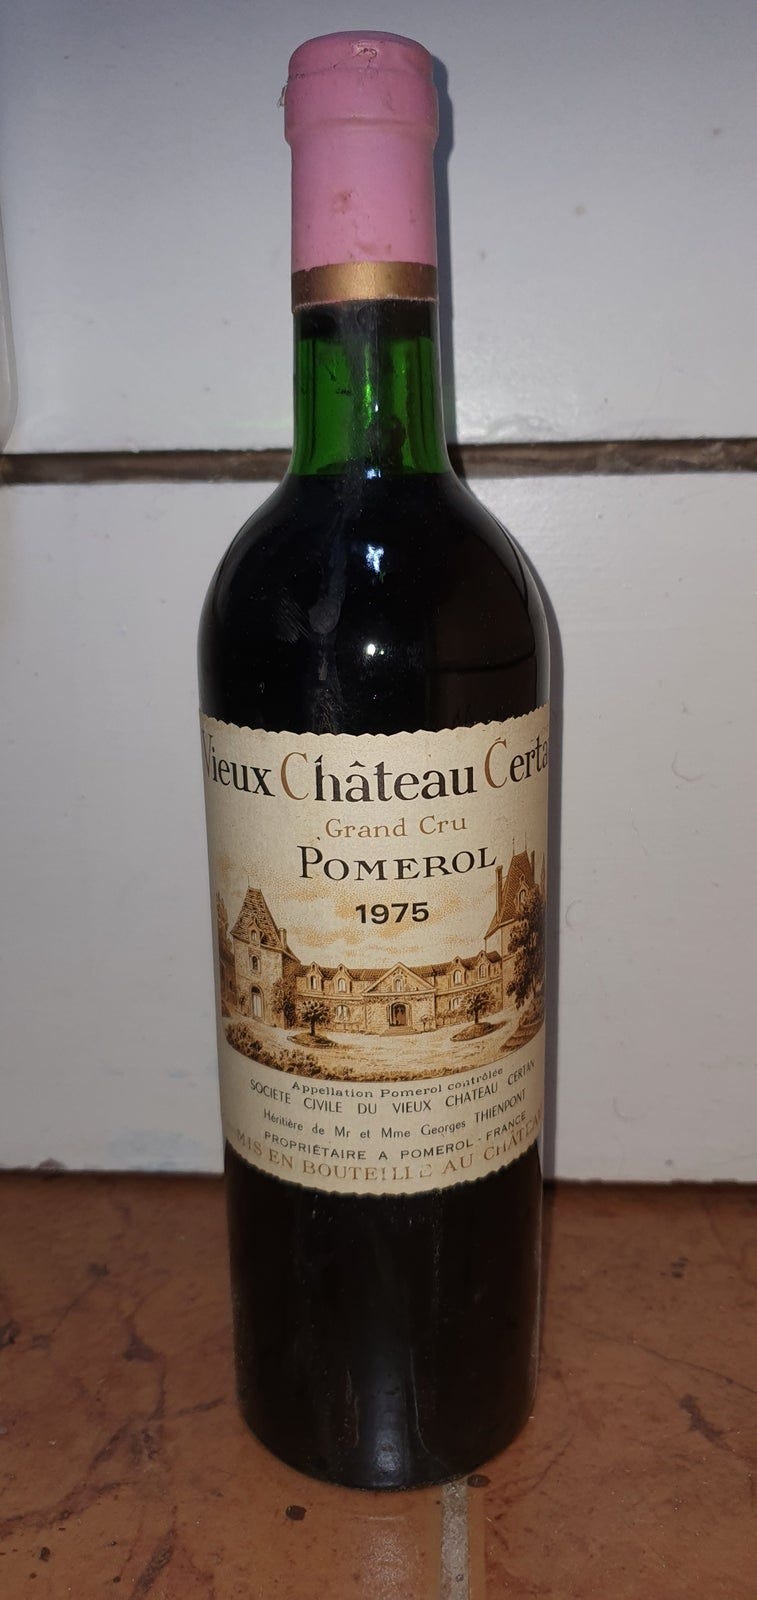 Vieux Château Certa
Grand Cru
POMEROL
1975
Appellation Pomerol contrôlée
SOCIETE CIVILE DU VIEUX CHATEAU CERTAN
Héritière de Mr et Mme Georges THIENPONT
PROPRIÉTAIRE A POMEROL - FRANCE
MIS EN BOUTEILLE AU CHÂTEAU